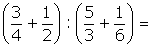 (3/4 + 1/2) : (5/3 + 1/6) =